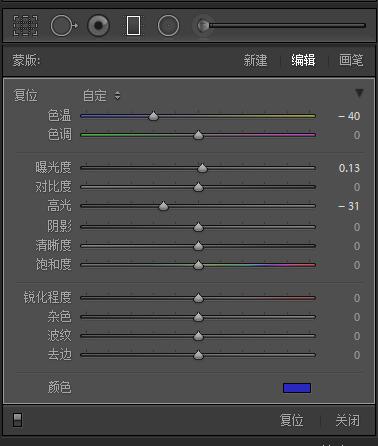 蒙版: 新建 编辑 画笔
复位 自定
色温 − 40
色调 0
曝光度 0.13
对比度 0
高光 − 31
阴影 0
清晰度 0
饱和度 0
锐化程度 0
杂色 0
波纹 0
去边 0
颜色
复位 关闭